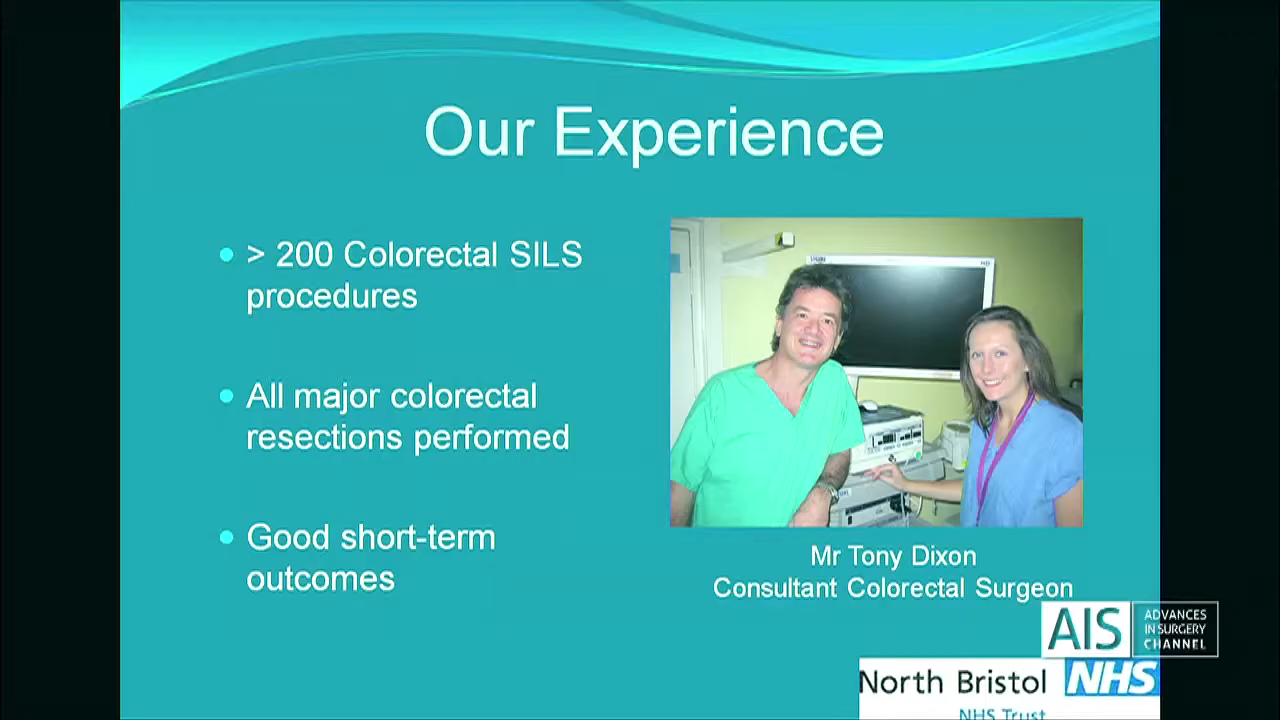 Our Experience
> 200 Colorectal SILS
procedures
All major colorectal
resections performed
Good short-term
outcomes
Mr Tony Dixon
Consultant Colorectal Surgeon
AIS
ADVANCES
IN SURGERY
CHANNEL
North Bristol NHS
NHS Trust